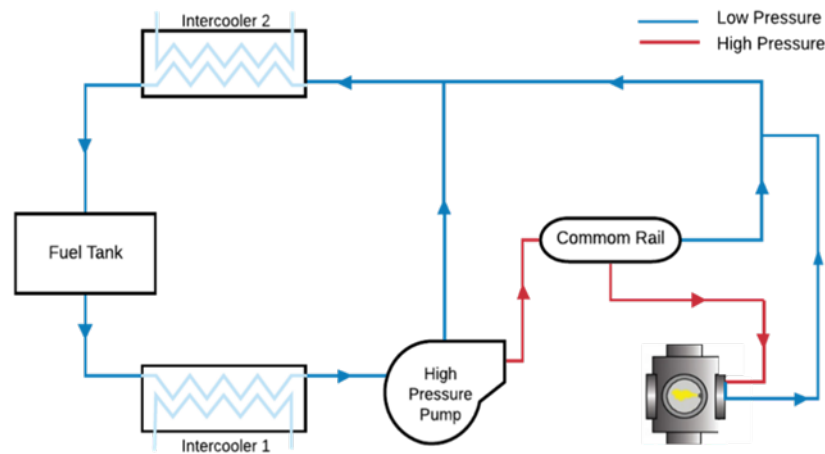 Intercooler 2
Low Pressure
High Pressure
Fuel Tank
Commom Rail
High
Pressure
Pump
Intercooler 1